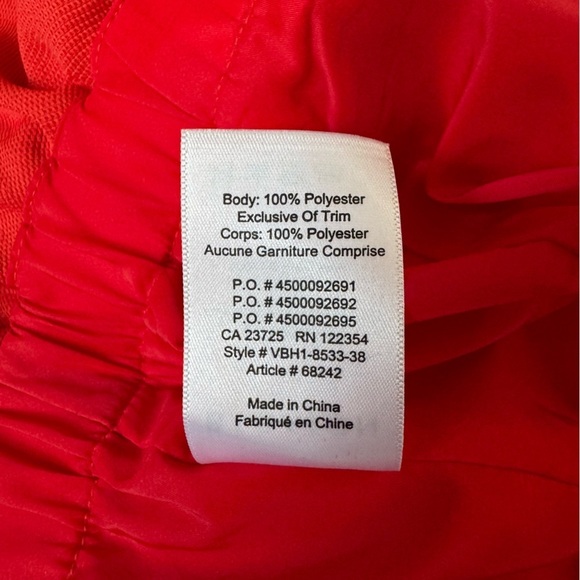 Body: 100% Polyester
Exclusive Of Trim
Corps: 100% Polyester
Aucune Garniture Comprise
P.O. # 4500092691
P.O. # 4500092692
P.O. # 4500092695
CA 23725 RN 122354
Style # VBH1-8533-38
Article # 68242
Made in China
Fabriqué en Chine